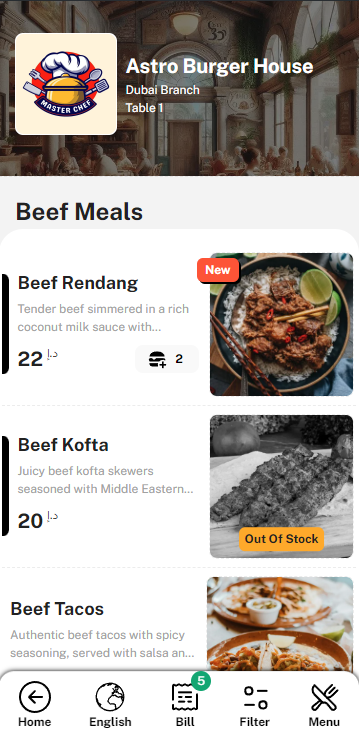 MASTER CHEF
Astro Burger House
Dubai Branch
Table 1
Beef Meals
New
Beef Rendang
Tender beef simmered in a rich
coconut milk sauce with...
22 د.إ
2
Beef Kofta
Juicy beef kofta skewers
seasoned with Middle Eastern...
20 د.إ
Out Of Stock
Beef Tacos
Authentic beef tacos with spicy
seasoning, served with salsa an...
5
Home
English
Bill
Filter
Menu